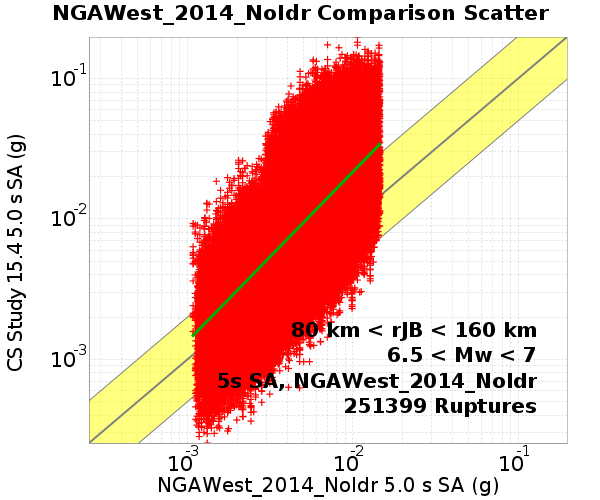 NGAWest_2014_NoIdr Comparison Scatter
10⁻¹
10⁻²
10⁻³
CS Study 15.4 5.0 s SA (g)
80 km < rJB < 160 km
6.5 < Mw < 7
5s SA, NGAWest_2014_NoIdr
251399 Ruptures
10⁻³ 10⁻² 10⁻¹
NGAWest_2014_NoIdr 5.0 s SA (g)